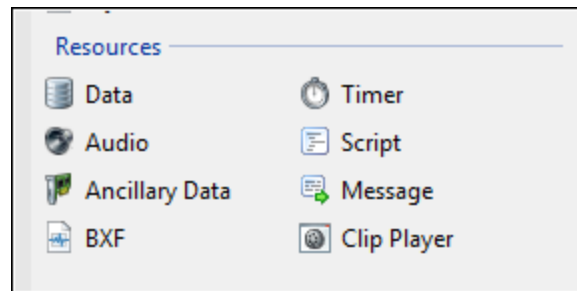 Resources
Data
Timer
Audio
Script
Ancillary Data
Message
BXF
Clip Player